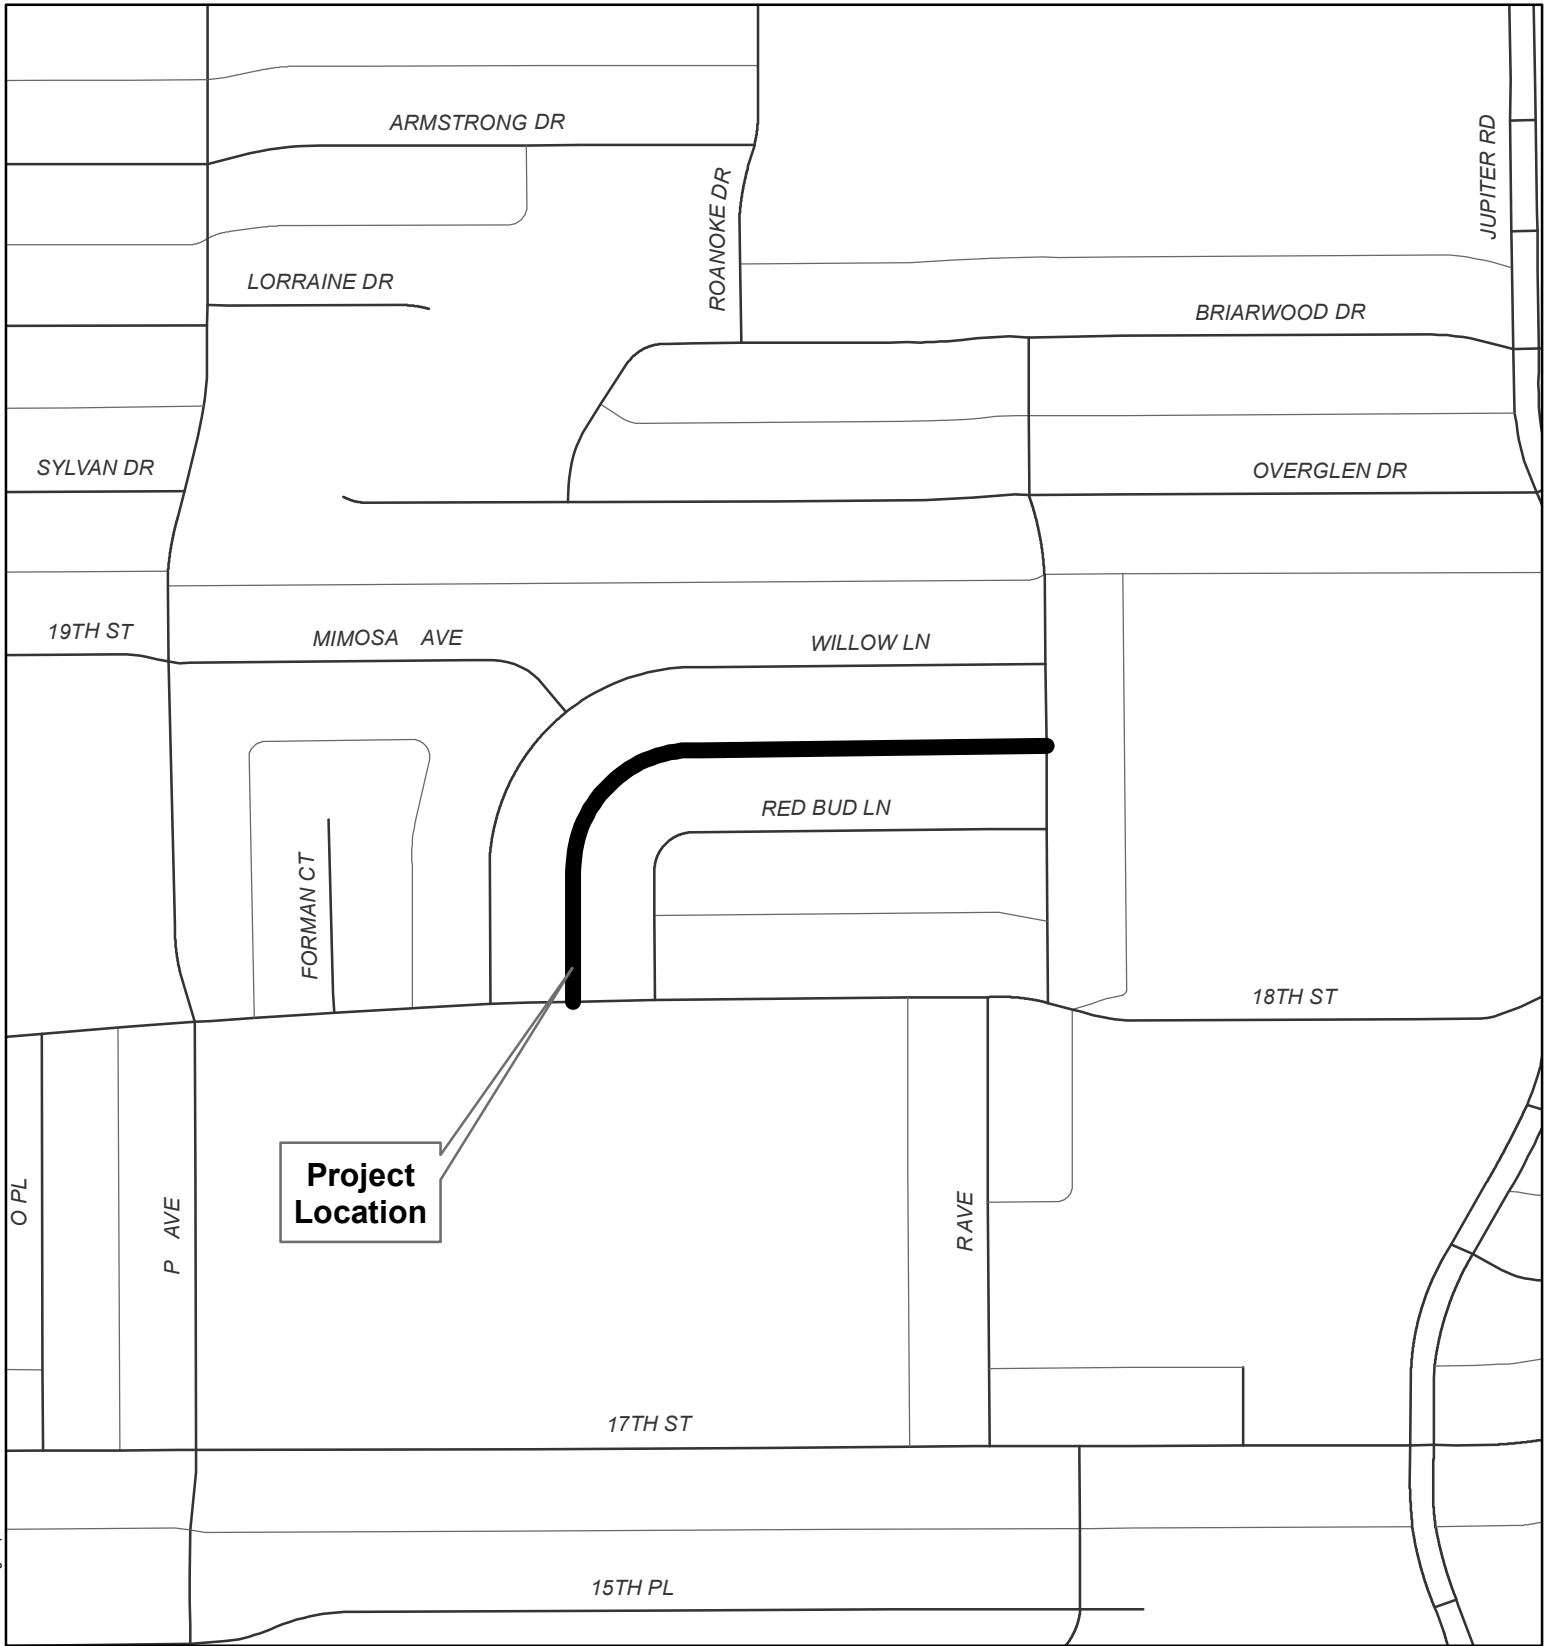 ARMSTRONG DR
JUPITER RD
ROANOKE DR
LORRAINE DR
BRIARWOOD DR
SYLVAN DR
OVERGLEN DR
19TH ST
MIMOSA AVE
WILLOW LN
RED BUD LN
FORMAN CT
18TH ST
Project
Location
O PL
P AVE
R AVE
17TH ST
15TH PL